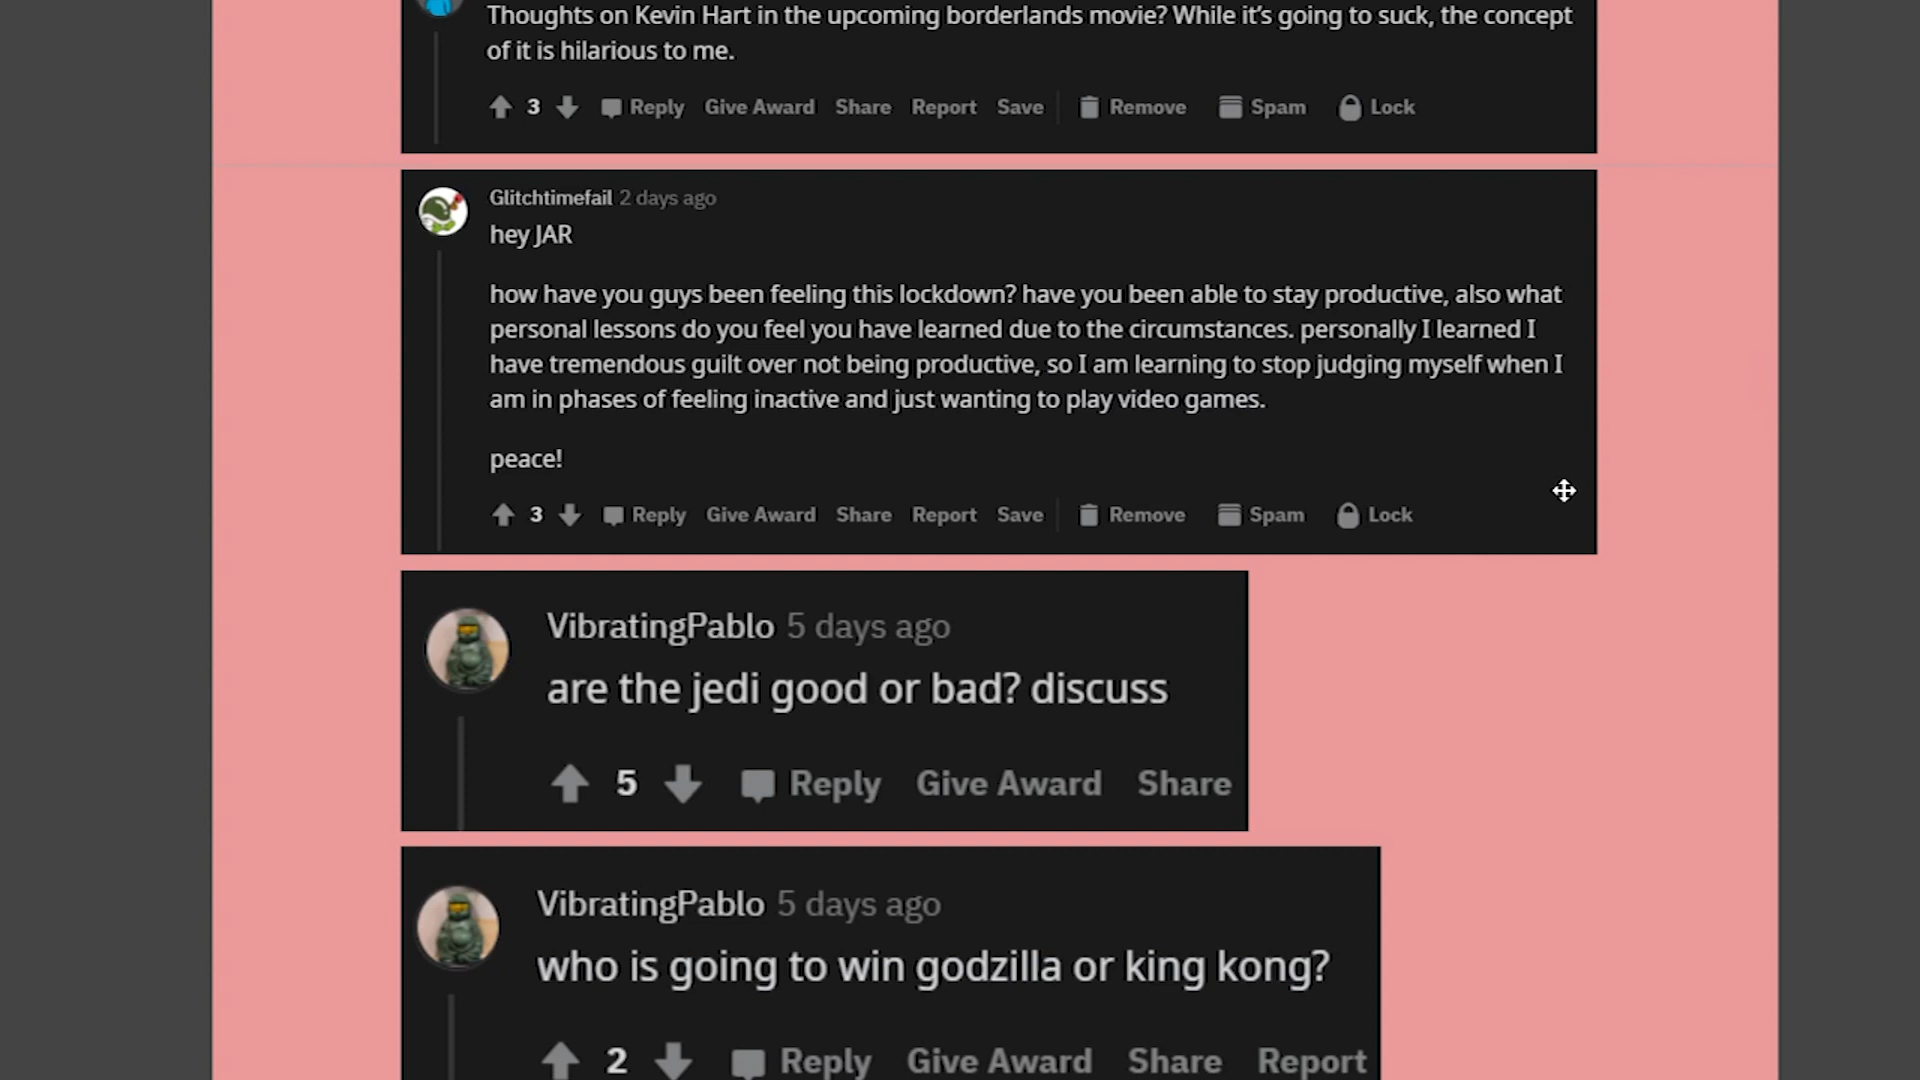 Thoughts on Kevin Hart in the upcoming borderlands movie? While it's going to suck, the concept
of it is hilarious to me.
3 Reply Give Award Share Report Save Remove Spam Lock
Glitchtimefail 2 days ago
hey JAR
how have you guys been feeling this lockdown? have you been able to stay productive, also what
personal lessons do you feel you have learned due to the circumstances. personally I learned I
have tremendous guilt over not being productive, so I am learning to stop judging myself when I
am in phases of feeling inactive and just wanting to play video games.
peace!
3 Reply Give Award Share Report Save Remove Spam Lock
VibratingPablo 5 days ago
are the jedi good or bad? discuss
5 Reply Give Award Share
VibratingPablo 5 days ago
who is going to win godzilla or king kong?
2 Reply Give Award Share Report